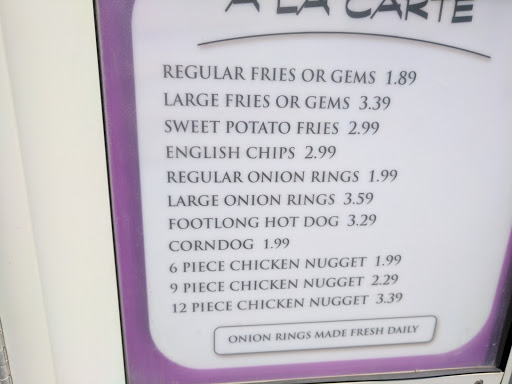 A LA CARTE
REGULAR FRIES OR GEMS 1.89
LARGE FRIES OR GEMS 3.39
SWEET POTATO FRIES 2.99
ENGLISH CHIPS 2.99
REGULAR ONION RINGS 1.99
LARGE ONION RINGS 3.59
FOOTLONG HOT DOG 3.29
CORNDOG 1.99
6 PIECE CHICKEN NUGGET 1.99
9 PIECE CHICKEN NUGGET 2.29
12 PIECE CHICKEN NUGGET 3.39
ONION RINGS MADE FRESH DAILY